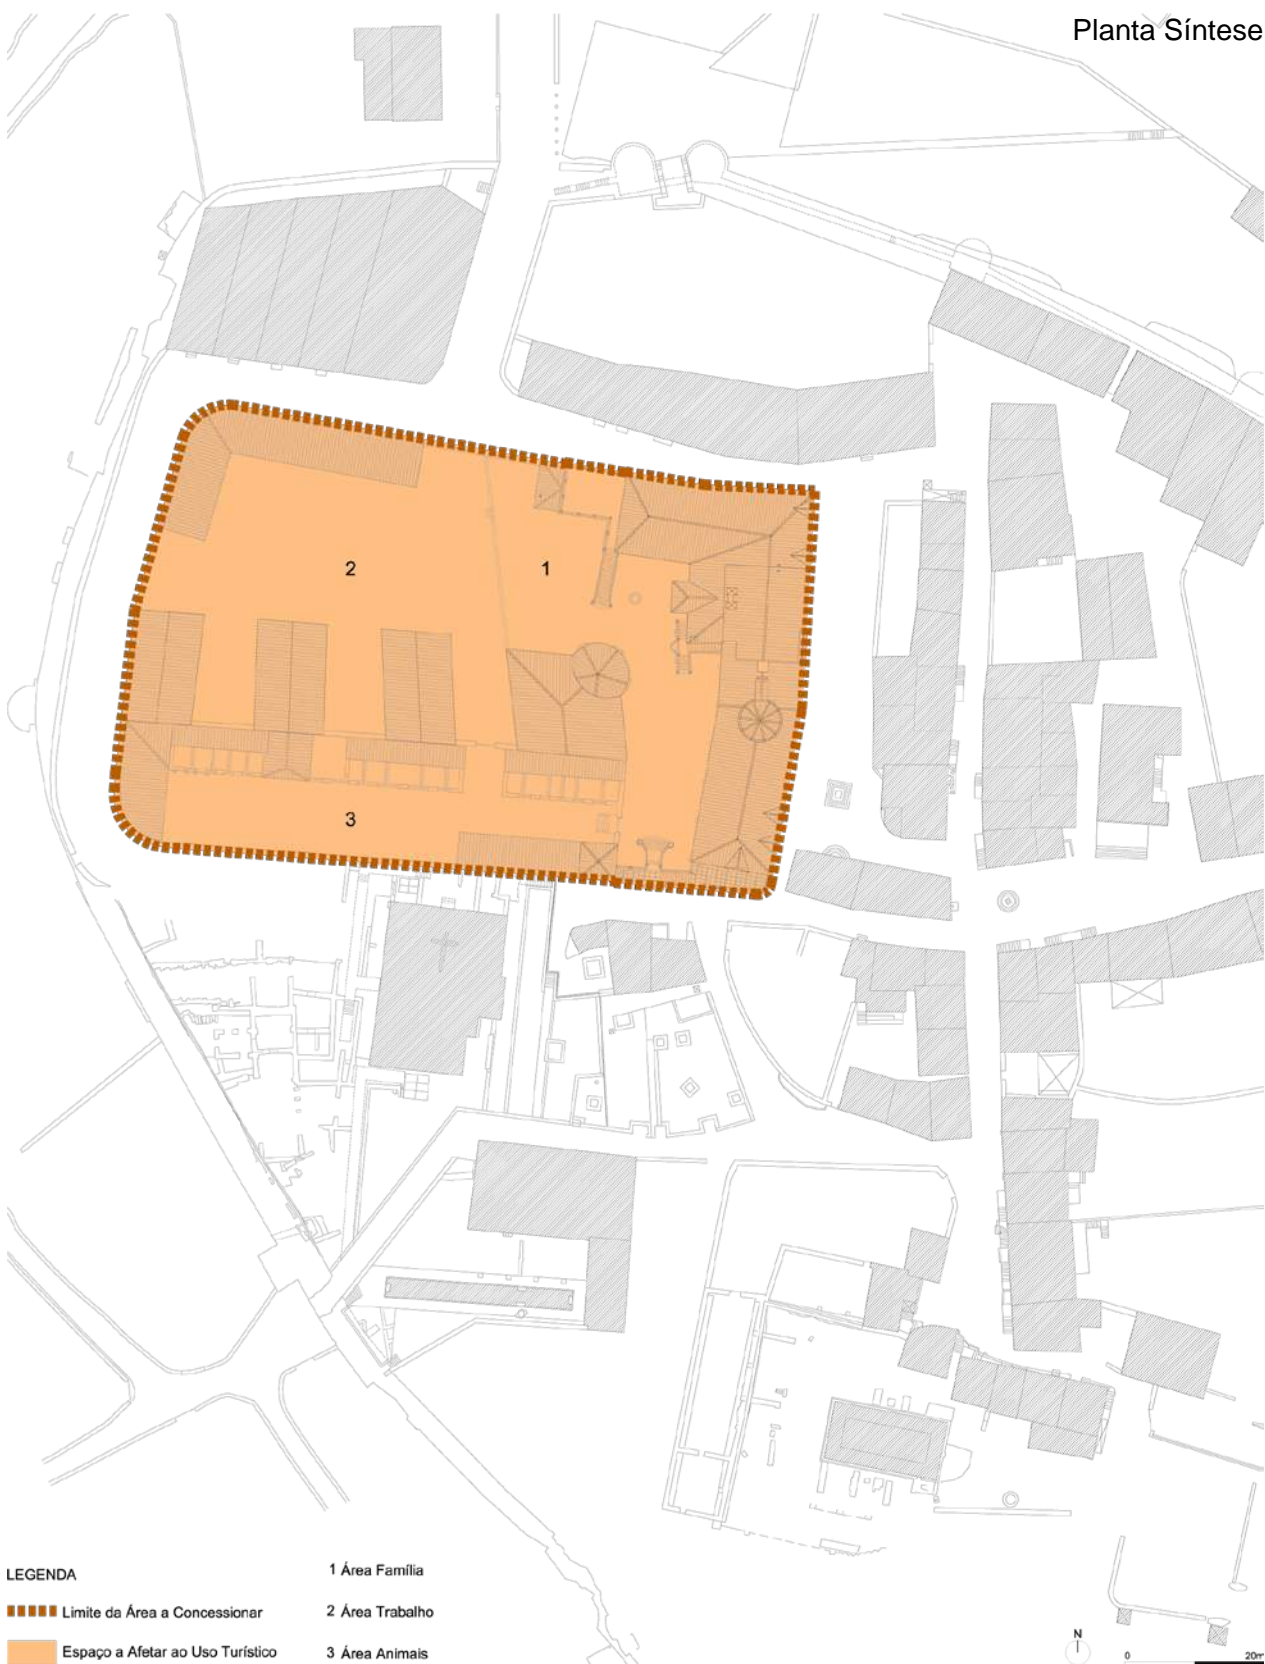 Planta Síntese
2
1
3
LEGENDA
Limite da Área a Concessionar
Espaço a Afetar ao Uso Turístico
1 Área Família
2 Área Trabalho
3 Área Animais
N
0 20m